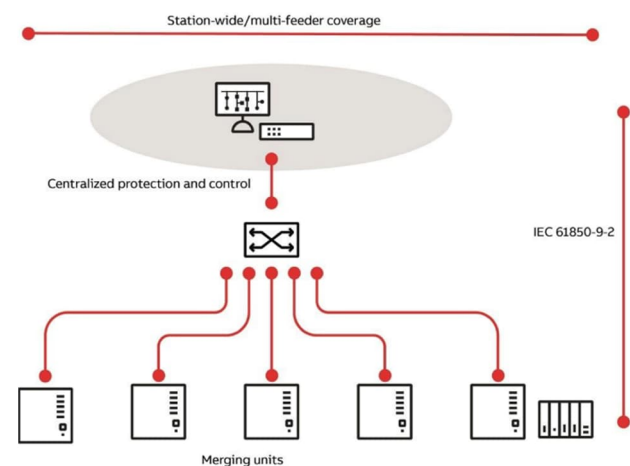 Station-wide/multi-feeder coverage
Centralized protection and control
IEC 61850-9-2
Merging units